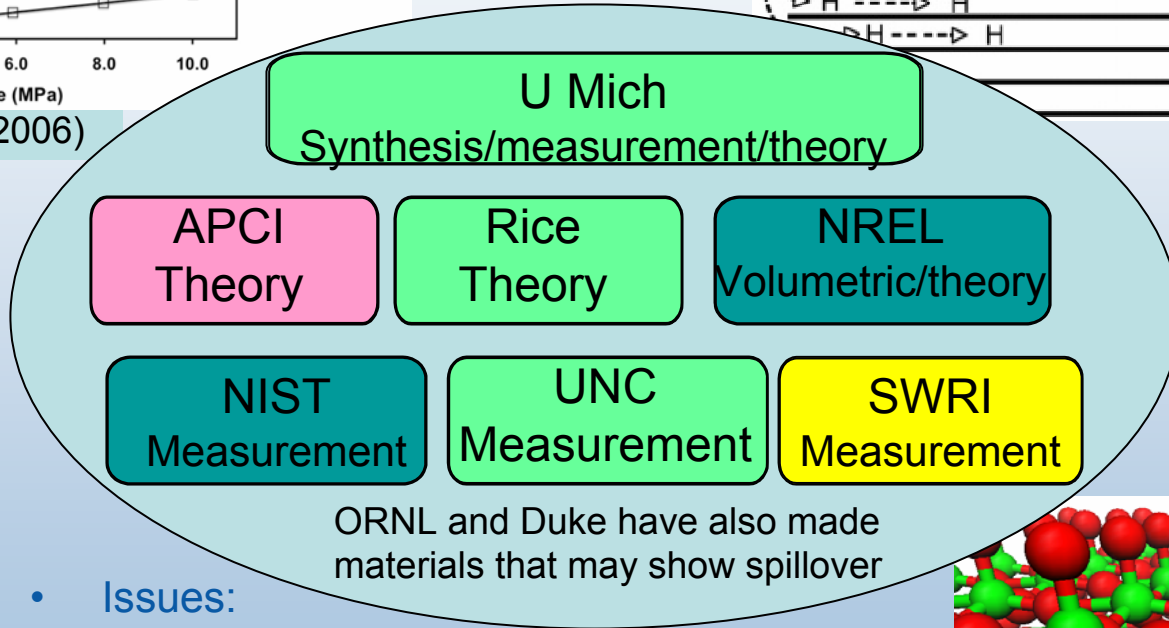 H ----> H
H ----> H
6.0 8.0 10.0
(MPa)
2006)
U Mich
Synthesis/measurement/theory
APCI
Theory
Rice
Theory
NREL
Volumetric/theory
NIST
Measurement
UNC
Measurement
SWRI
Measurement
ORNL and Duke have also made
materials that may show spillover
• Issues: